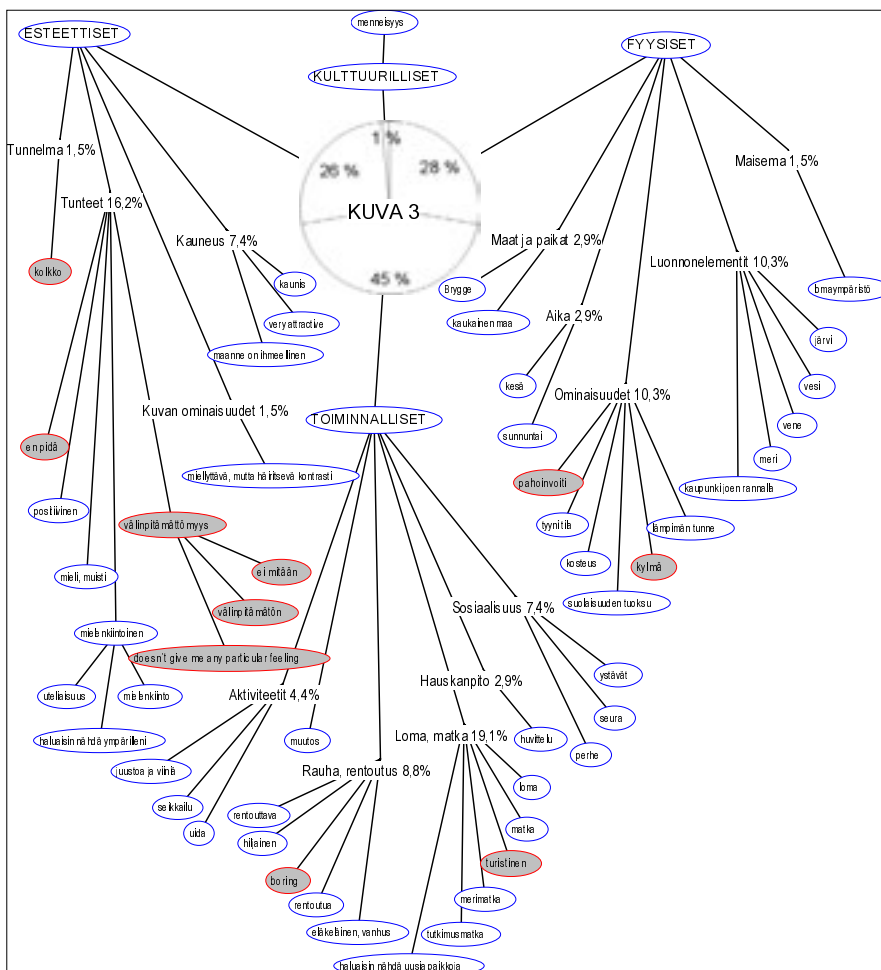 menneisyys
ESTEETTISET
KULTTUURILLISET
FYYSISET
1 %
26 %
28 %
KUVA 3
45 %
Tunnelma 1,5%
kolkko
Tunteet 16,2%
en pidä
positiivinen
mieli, muisti
mielenkiintoinen
uteliaisuus
mielenkiinto
haluaisin nähdä ympärilleni
välinpitämättömyys
ei mitään
välinpitämätön
doesn't give me any particular feeling
Kuvan ominaisuudet 1,5%
miellyttävä, mutta häiritsevä kontrasti
Kauneus 7,4%
kaunis
very attractive
maanne on ihmeellinen
Maat ja paikat 2,9%
Brygge
kaukainen maa
Aika 2,9%
kesä
sunnuntai
Ominaisuudet 10,3%
pahoinvoiti
tyyni tila
kosteus
suolaisuuden tuoksu
kylmä
lämpimän tunne
Luonnonelementit 10,3%
järvi
vesi
vene
meri
kaupunki joen rannalla
Maisema 1,5%
lomaympäristö
TOIMINNALLISET
Aktiviteetit 4,4%
juustoa ja viiniä
seikkailu
uida
muutos
Rauha, rentoutus 8,8%
rentouttava
hiljainen
boring
rentoutua
eläkeläinen, vanhus
Loma, matka 19,1%
loma
matka
turistinen
merimatka
tutkimusmatka
haluaisin nähdä uusia paikkoja
Hauskanpito 2,9%
huvittelu
Sosiaalisuus 7,4%
ystävät
seura
perhe